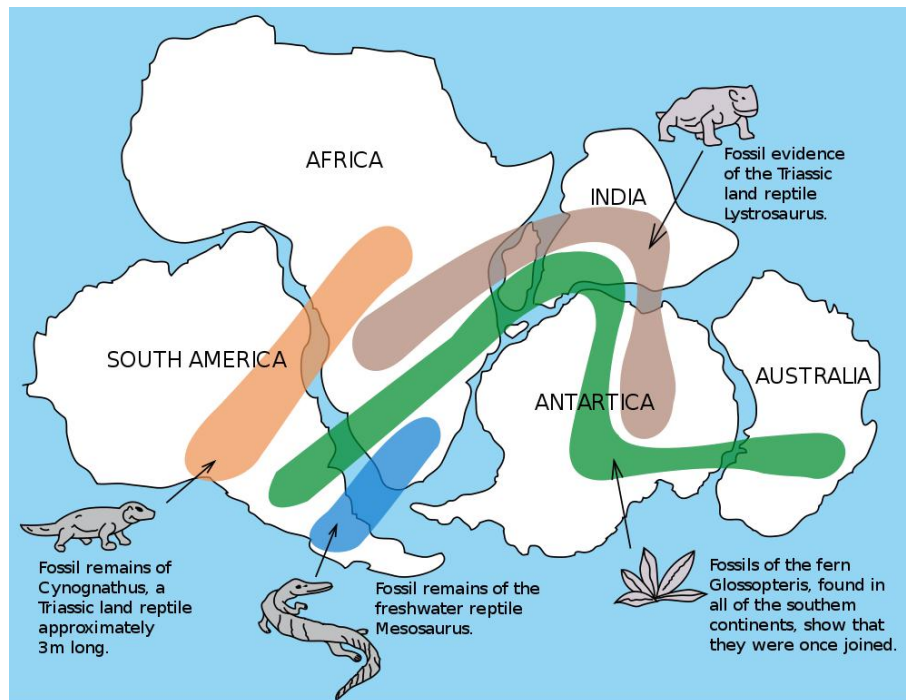 AFRICA
Fossil evidence
of the Triassic
land reptile
Lystrosaurus.
INDIA
SOUTH AMERICA
ANTARTICA
AUSTRALIA
Fossil remains of
Cynognathus, a
Triassic land reptile
approximately
3m long.
Fossil remains of the
freshwater reptile
Mesosaurus.
Fossils of the fern
Glossopteris, found in
all of the southem
continents, show that
they were once joined.